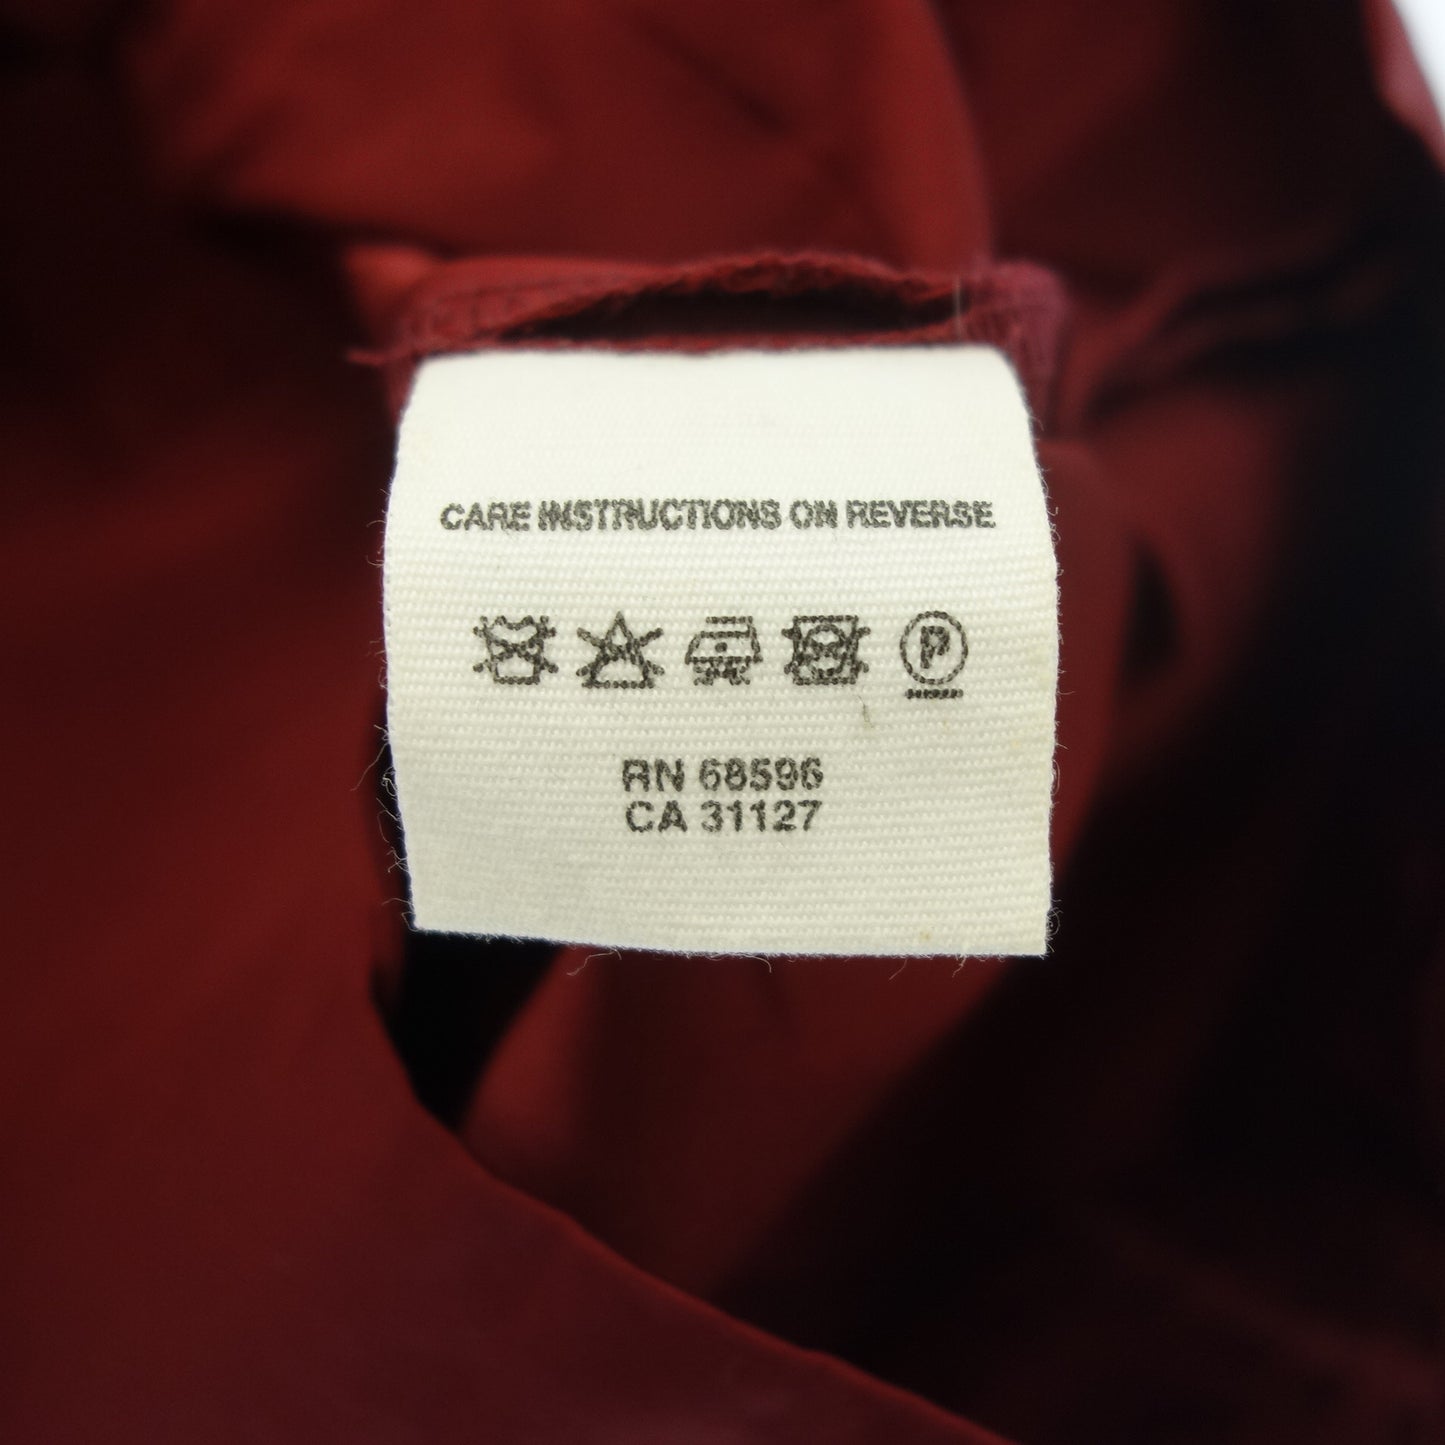 CARE INSTRUCTIONS ON REVERSE
P
RN 68596
CA 31127